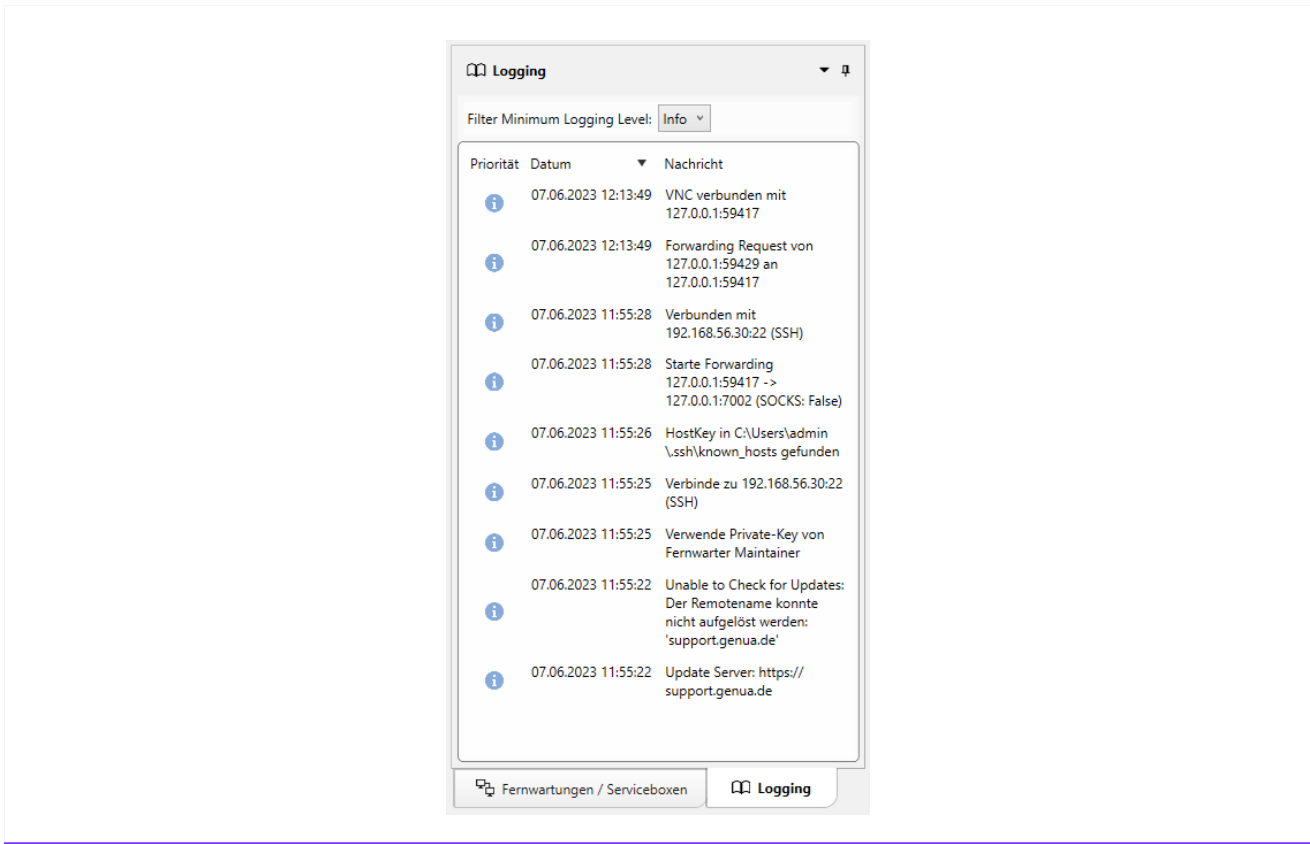 Logging
Filter Minimum Logging Level: Info
Priorität Datum Nachricht
07.06.2023 12:13:49 VNC verbunden mit
127.0.0.1:59417
07.06.2023 12:13:49 Forwarding Request von
127.0.0.1:59429 an
127.0.0.1:59417
07.06.2023 11:55:28 Verbunden mit
192.168.56.30:22 (SSH)
07.06.2023 11:55:28 Starte Forwarding
127.0.0.1:59417 ->
127.0.0.1:7002 (SOCKS: False)
07.06.2023 11:55:26 HostKey in C:\Users\admin
\.ssh\known_hosts gefunden
07.06.2023 11:55:25 Verbinde zu 192.168.56.30:22
(SSH)
07.06.2023 11:55:25 Verwende Private-Key von
Fernwarter Maintainer
07.06.2023 11:55:22 Unable to Check for Updates:
Der Remotename konnte
nicht aufgelöst werden:
'support.genua.de'
07.06.2023 11:55:22 Update Server: https://
support.genua.de
Fernwartungen / Serviceboxen Logging